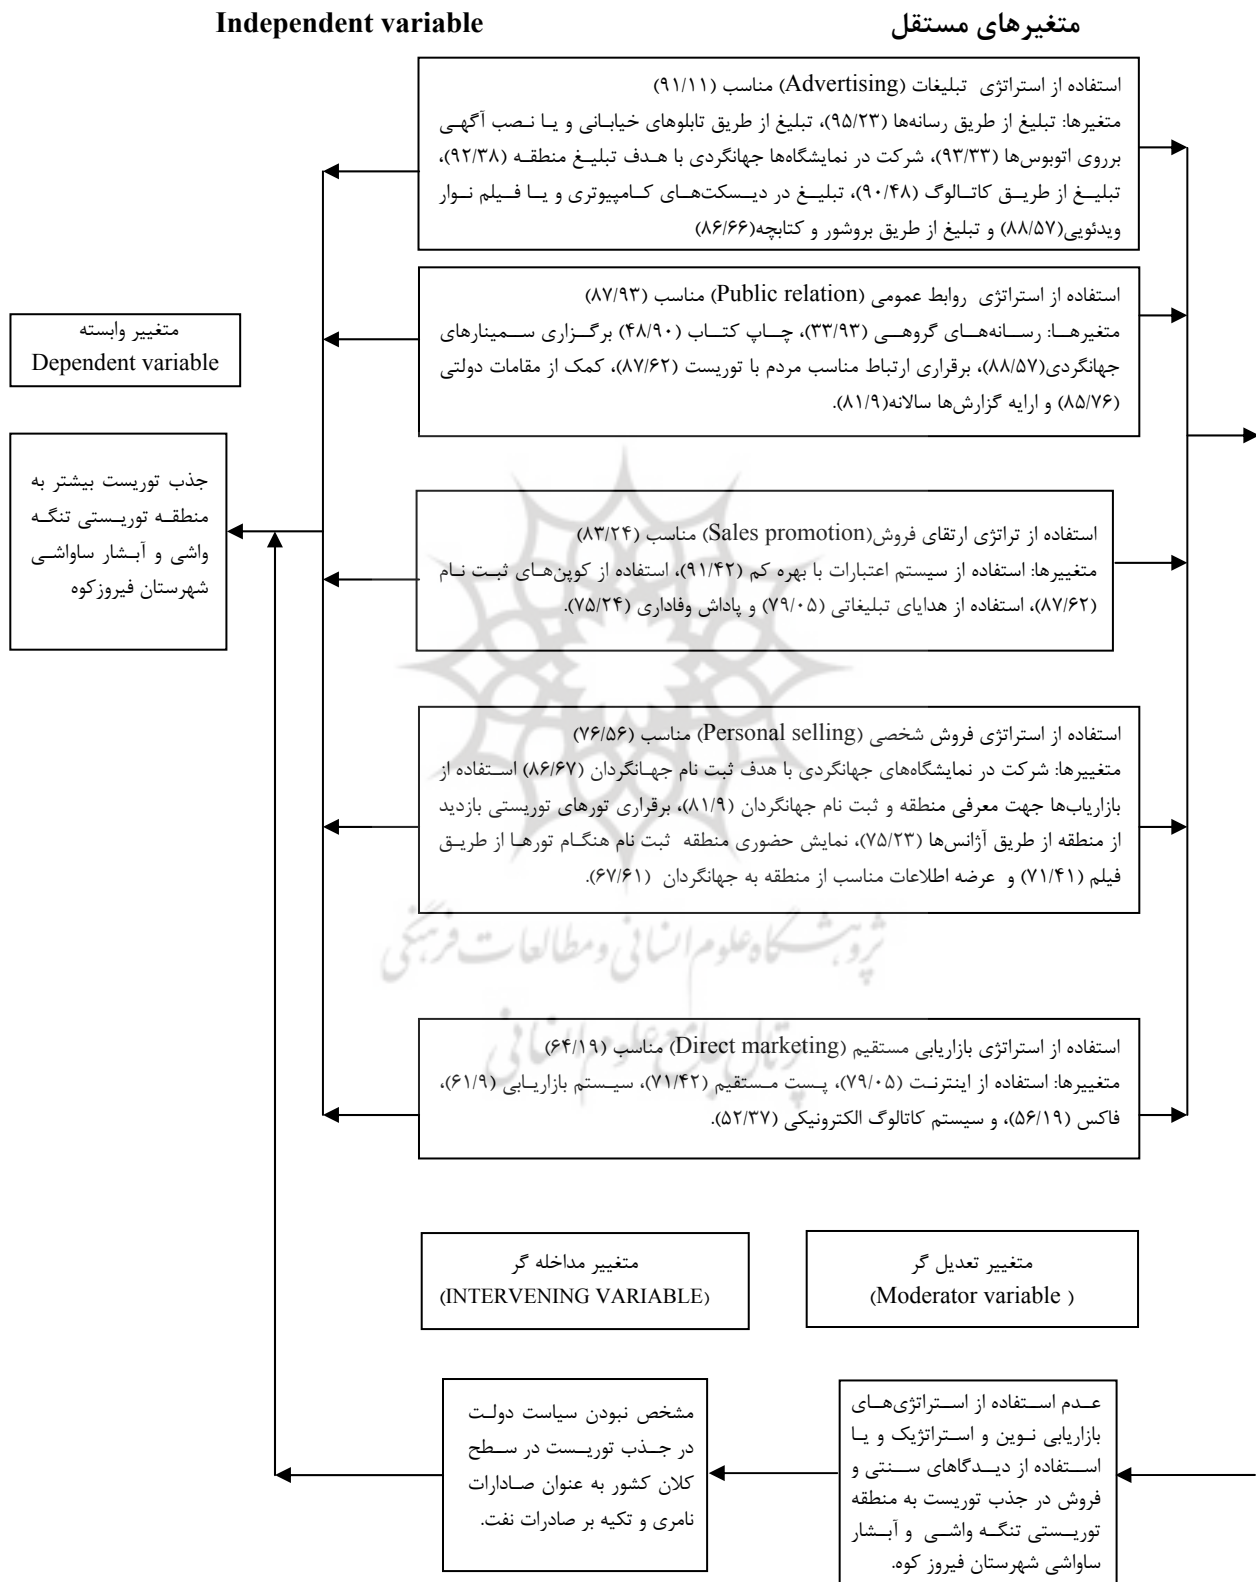 متغیرهای مستقل
Independent variable
استفاده از استراتژی تبلیغات (Advertising) مناسب (۹۱/۱۱)
متغیرها: تبلیغ از طریق رسانه‌ها (۹۵/۲۳)، تبلیغ از طریق تابلوهای خیابانی و یا نصب آگهی
برروی اتوبوس‌ها (۹۳/۳۳)، شرکت در نمایشگاه‌ها جهانگردی با هدف تبلیغ منطقه (۹۲/۳۸)،
تبلیغ از طریق کاتالوگ (۹۰/۴۸)، تبلیغ در دیسکت‌های کامپیوتری و یا فیلم نوار
ویدئویی(۸۸/۵۷) و تبلیغ از طریق بروشور و کتابچه(۸۶/۶۶)
استفاده از استراتژی روابط عمومی (Public relation) مناسب (۸۷/۹۳)
متغیرها: رسانه‌های گروهی (۳۳/۹۳)، چاپ کتاب (۴۸/۹۰) برگزاری سمینارهای
جهانگردی(۸۸/۵۷)، برقراری ارتباط مناسب مردم با توریست (۸۷/۶۲)، کمک از مقامات دولتی
(۸۵/۷۶) و ارایه گزارش‌ها سالانه(۸۱/۹).
متغییر وابسته
Dependent variable
جذب توریست بیشتر به
منطقه توریستی تنگه
واشی و آبشار ساواشی
شهرستان فیروزکوه
استفاده از تراتژی ارتقای فروش(Sales promotion) مناسب (۸۳/۲۴)
متغییرها: استفاده از سیستم اعتبارات با بهره کم (۹۱/۴۲)، استفاده از کوپن‌های ثبت نام
(۸۷/۶۲)، استفاده از هدایای تبلیغاتی (۷۹/۰۵) و پاداش وفاداری (۷۵/۲۴).
استفاده از استراتژی فروش شخصی (Personal selling) مناسب (۷۶/۵۶)
متغییرها: شرکت در نمایشگاه‌های جهانگردی با هدف ثبت نام جهانگردان (۸۶/۶۷) استفاده از
بازاریاب‌ها جهت معرفی منطقه و ثبت نام جهانگردان (۸۱/۹)، برقراری تورهای توریستی بازدید
از منطقه از طریق آژانس‌ها (۷۵/۲۳)، نمایش حضوری منطقه ثبت نام هنگام تورها از طریق
فیلم (۷۱/۴۱) و عرضه اطلاعات مناسب از منطقه به جهانگردان (۶۷/۶۱).
پژوهشگاه علوم انسانی و مطالعات فرهنگی
پرتال جامع علوم انسانی
استفاده از استراتژی بازاریابی مستقیم (Direct marketing) مناسب (۶۴/۱۹)
متغییرها: استفاده از اینترنت (۷۹/۰۵)، پست مستقیم (۷۱/۴۲)، سیستم بازاریابی (۶۱/۹)،
فاکس (۵۶/۱۹)، و سیستم کاتالوگ الکترونیکی (۵۲/۳۷).
متغییر تعدیل گر
(Moderator variable )
متغییر مداخله گر
(INTERVENING VARIABLE)
عدم استفاده از استراتژی‌های
بازاریابی نوین و استراتژیک و یا
استفاده از دیدگاهای سنتی و
فروش در جذب توریست به منطقه
توریستی تنگه واشی و آبشار
ساواشی شهرستان فیروز کوه.
مشخص نبودن سیاست دولت
در جذب توریست در سطح
کلان کشور به عنوان صادارات
نامری و تکیه بر صادرات نفت.